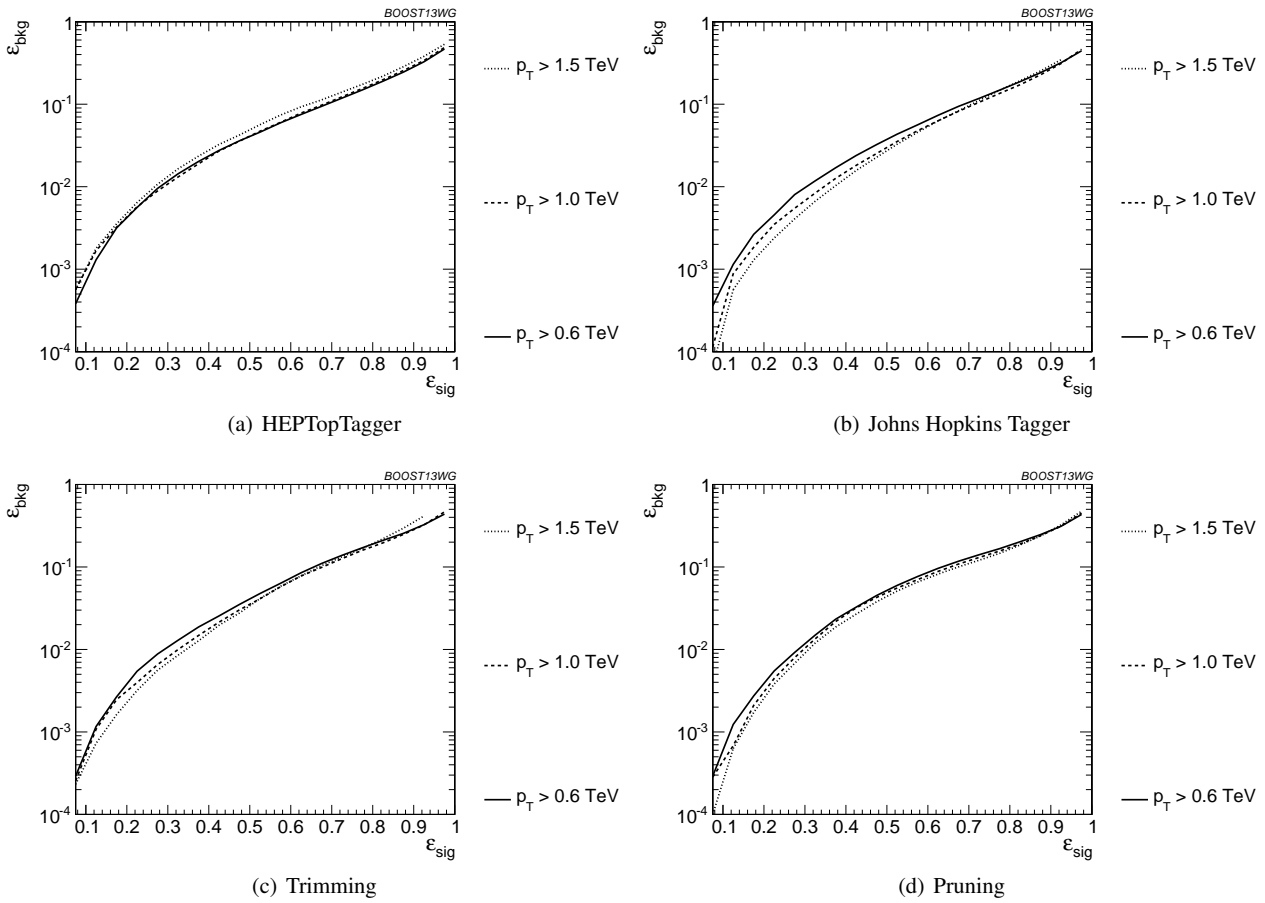 BOOST13WG
ε_bkg
1
10^-1
10^-2
10^-3
10^-4
0.1 0.2 0.3 0.4 0.5 0.6 0.7 0.8 0.9 1
ε_sig
p_T > 1.5 TeV
p_T > 1.0 TeV
p_T > 0.6 TeV
(a) HEPTopTagger
BOOST13WG
ε_bkg
1
10^-1
10^-2
10^-3
10^-4
0.1 0.2 0.3 0.4 0.5 0.6 0.7 0.8 0.9 1
ε_sig
p_T > 1.5 TeV
p_T > 1.0 TeV
p_T > 0.6 TeV
(b) Johns Hopkins Tagger
BOOST13WG
ε_bkg
1
10^-1
10^-2
10^-3
10^-4
0.1 0.2 0.3 0.4 0.5 0.6 0.7 0.8 0.9 1
ε_sig
p_T > 1.5 TeV
p_T > 1.0 TeV
p_T > 0.6 TeV
(c) Trimming
BOOST13WG
ε_bkg
1
10^-1
10^-2
10^-3
10^-4
0.1 0.2 0.3 0.4 0.5 0.6 0.7 0.8 0.9 1
ε_sig
p_T > 1.5 TeV
p_T > 1.0 TeV
p_T > 0.6 TeV
(d) Pruning